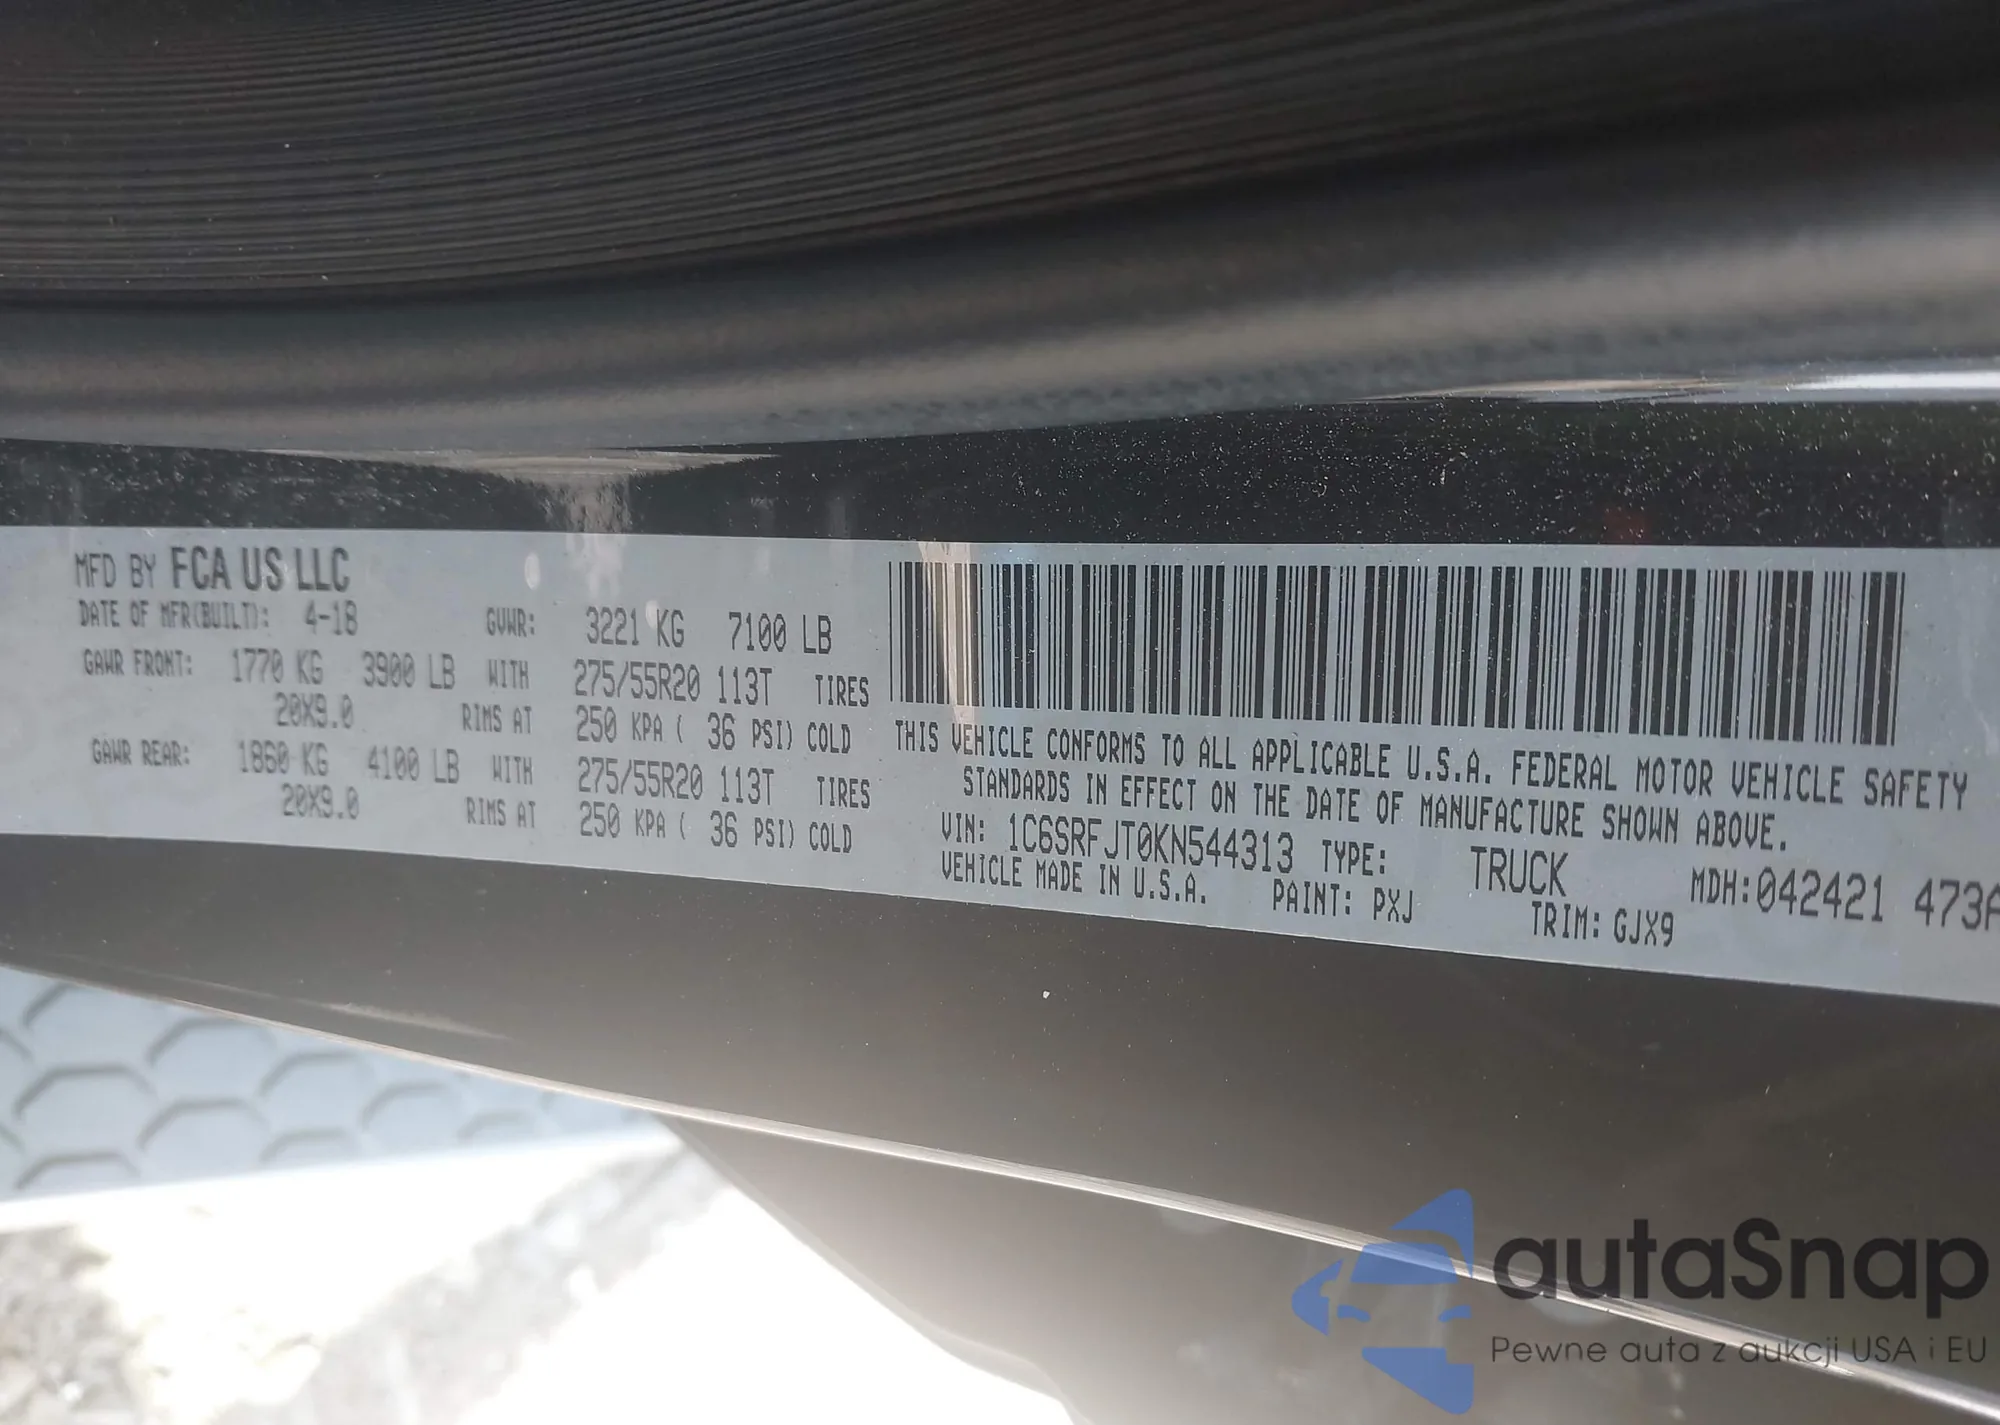 MFD BY FCA US LLC
DATE OF MFR(BUILT): 4-18 GVWR: 3221 KG 7100 LB
GAWR FRONT: 1770 KG 3900 LB WITH 275/55R20 113T TIRES
20X9.0 RIMS AT 250 KPA ( 36 PSI) COLD
GAWR REAR: 1860 KG 4100 LB WITH 275/55R20 113T TIRES
20X9.0 RIMS AT 250 KPA ( 36 PSI) COLD
THIS VEHICLE CONFORMS TO ALL APPLICABLE U.S.A. FEDERAL MOTOR VEHICLE SAFETY
STANDARDS IN EFFECT ON THE DATE OF MANUFACTURE SHOWN ABOVE.
VIN: 1C6SRFJT0KN544313 TYPE: TRUCK MDH:042421 473A
VEHICLE MADE IN U.S.A. PAINT: PXJ TRIM: GJX9
autaSnap
Pewne auta z aukcji USA i EU